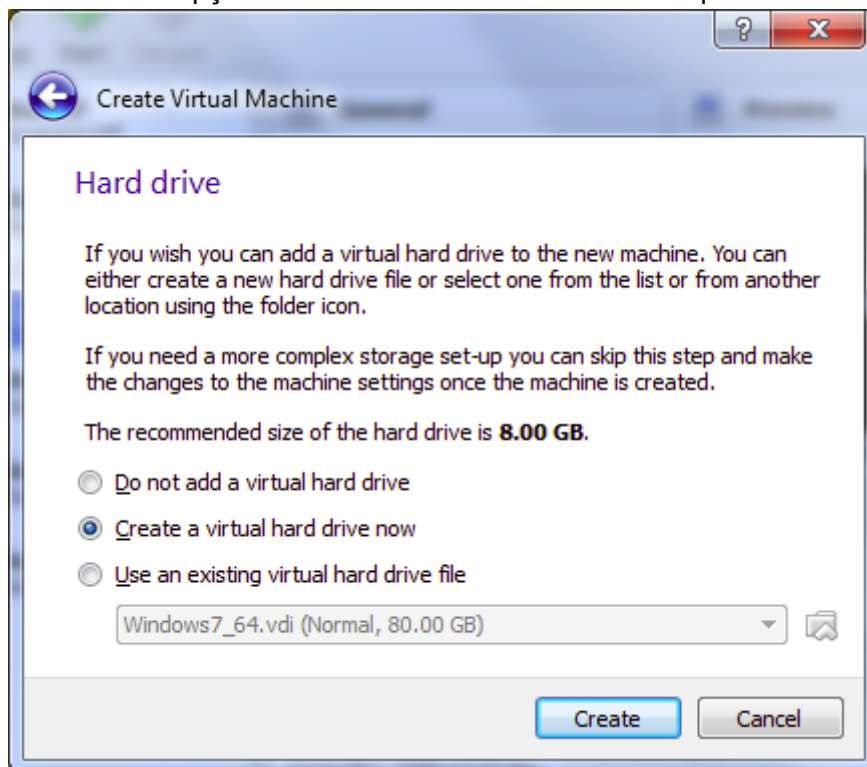 Create Virtual Machine
Hard drive
If you wish you can add a virtual hard drive to the new machine. You can
either create a new hard drive file or select one from the list or from another
location using the folder icon.
If you need a more complex storage set-up you can skip this step and make
the changes to the machine settings once the machine is created.
The recommended size of the hard drive is 8.00 GB.
Do not add a virtual hard drive
Create a virtual hard drive now
Use an existing virtual hard drive file
Windows7_64.vdi (Normal, 80.00 GB)
Create Cancel